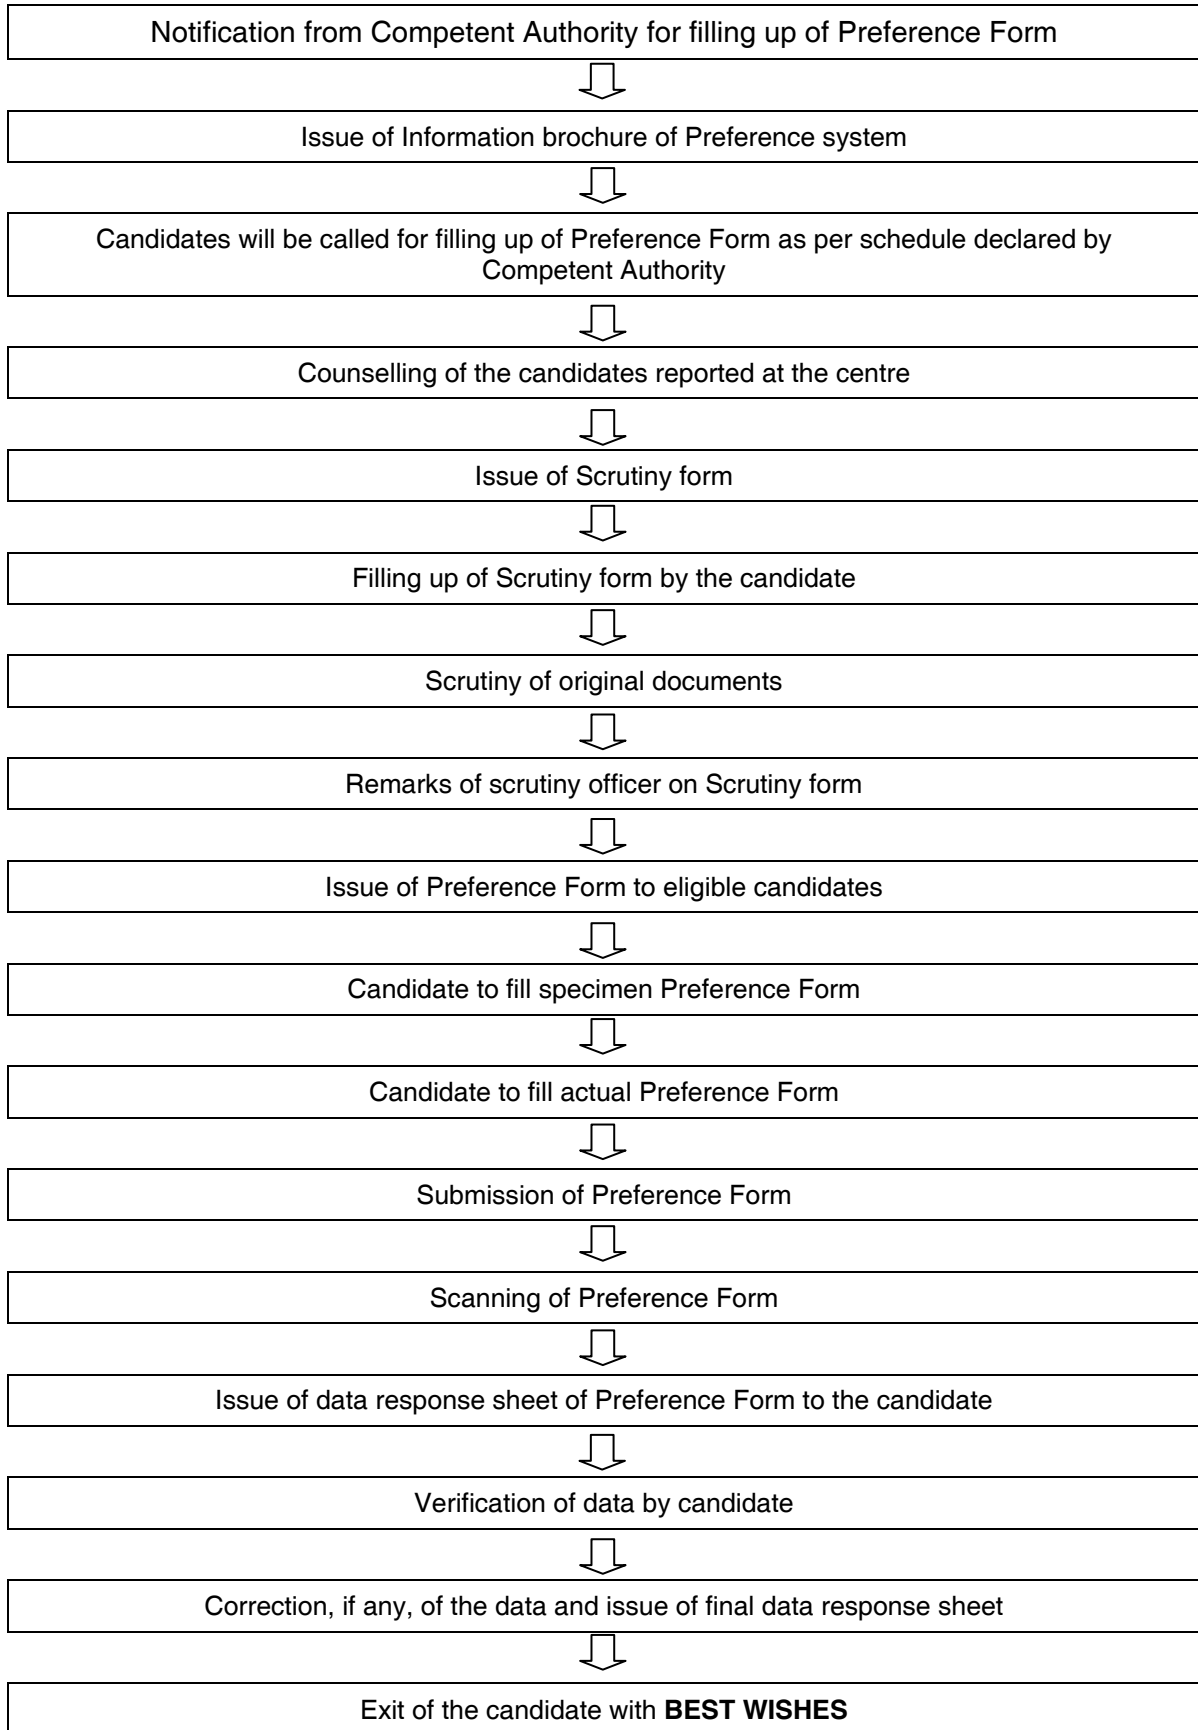 Notification from Competent Authority for filling up of Preference Form
Issue of Information brochure of Preference system
Candidates will be called for filling up of Preference Form as per schedule declared by
Competent Authority
Counselling of the candidates reported at the centre
Issue of Scrutiny form
Filling up of Scrutiny form by the candidate
Scrutiny of original documents
Remarks of scrutiny officer on Scrutiny form
Issue of Preference Form to eligible candidates
Candidate to fill specimen Preference Form
Candidate to fill actual Preference Form
Submission of Preference Form
Scanning of Preference Form
Issue of data response sheet of Preference Form to the candidate
Verification of data by candidate
Correction, if any, of the data and issue of final data response sheet
Exit of the candidate with BEST WISHES